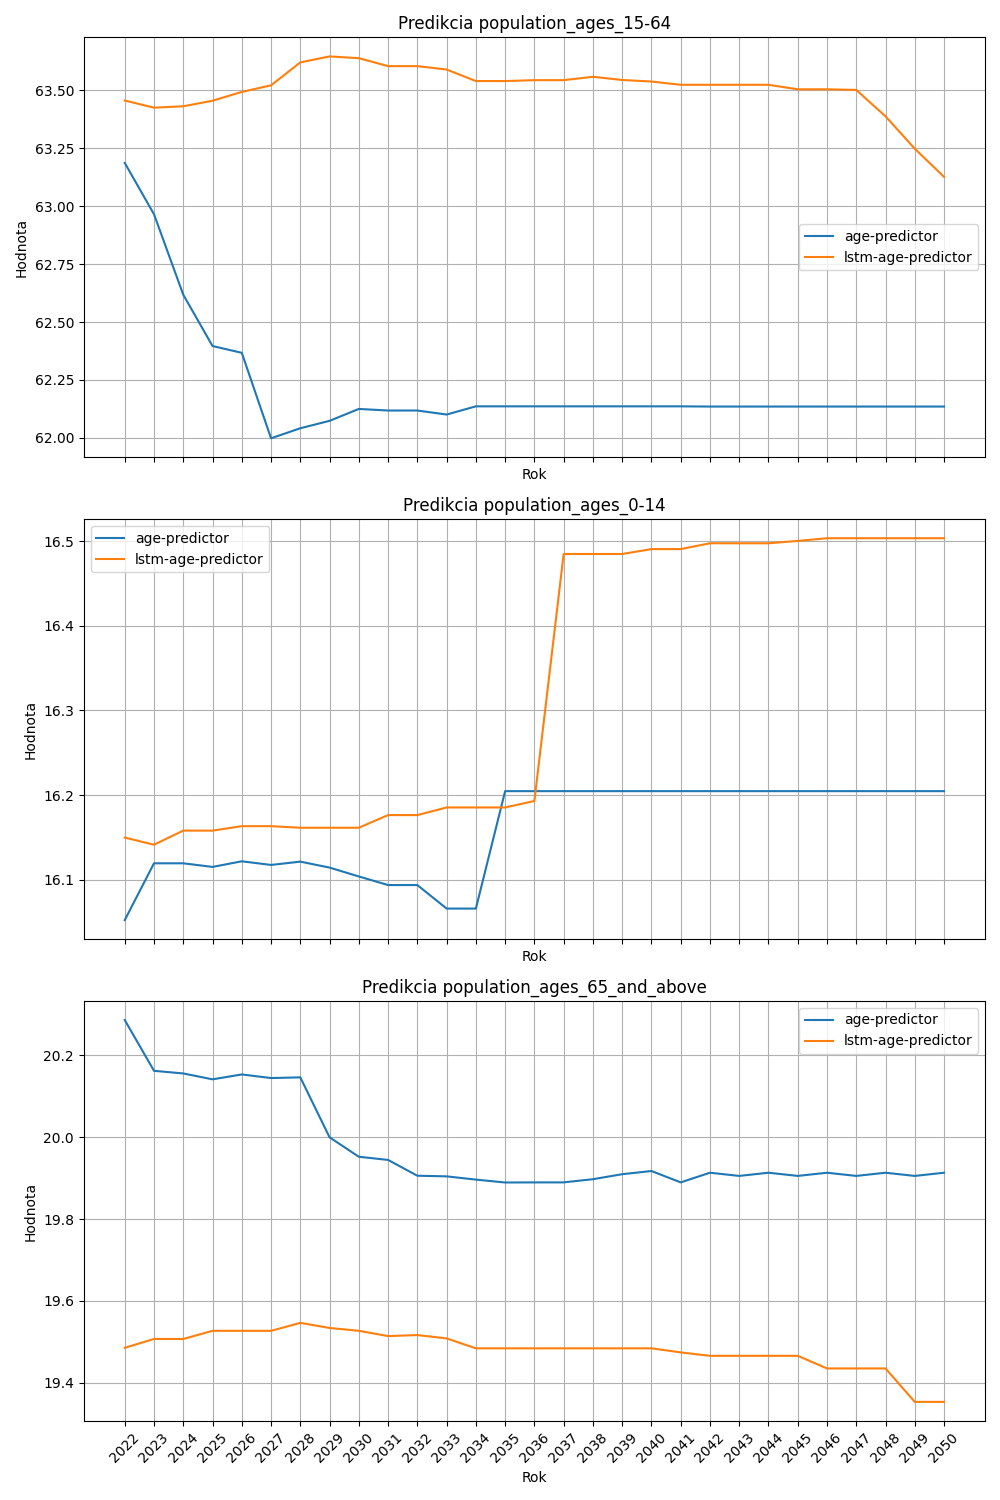 Predikcia population_ages_15-64
63.50
63.25
63.00
62.75
62.50
62.25
62.00
Hodnota
age-predictor
lstm-age-predictor
Rok
Predikcia population_ages_0-14
16.5
16.4
16.3
16.2
16.1
Hodnota
age-predictor
lstm-age-predictor
Rok
Predikcia population_ages_65_and_above
20.2
20.0
19.8
19.6
19.4
Hodnota
age-predictor
lstm-age-predictor
2022 2023 2024 2025 2026 2027 2028 2029 2030 2031 2032 2033 2034 2035 2036 2037 2038 2039 2040 2041 2042 2043 2044 2045 2046 2047 2048 2049 2050
Rok